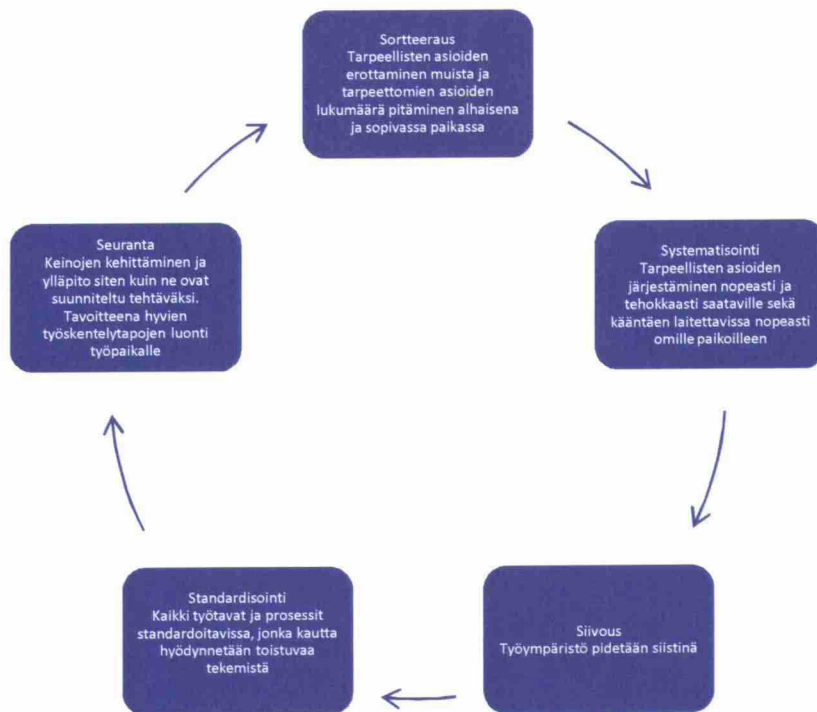 Sortteeraus
Tarpeellisten asioiden
erottaminen muista ja
tarpeettomien asioiden
lukumäärä pitäminen alhaisena
ja sopivassa paikassa
Systematisointi
Tarpeellisten asioiden
järjestäminen nopeasti ja
tehokkaasti saataville sekä
kääntäen laitettavissa nopeasti
omille paikoilleen
Siivous
Työympäristö pidetään siistinä
Standardisointi
Kaikki työtavat ja prosessit
standardoitavissa, jonka kautta
hyödynnetään toistuvaa
tekemistä
Seuranta
Keinojen kehittäminen ja
ylläpito siten kuin ne ovat
suunniteltu tehtäväksi.
Tavoitteena hyvien
työskentelytapojen luonti
työpaikalle